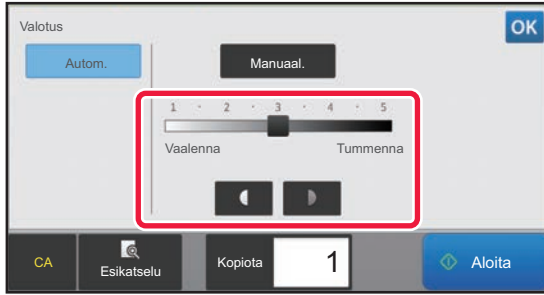 Valotus
OK
Autom.
Manuaal.
1 · 2 · 3 · 4 · 5
Vaalenna
Tummenna
CA
Esikatselu
Kopiota
1
Aloita